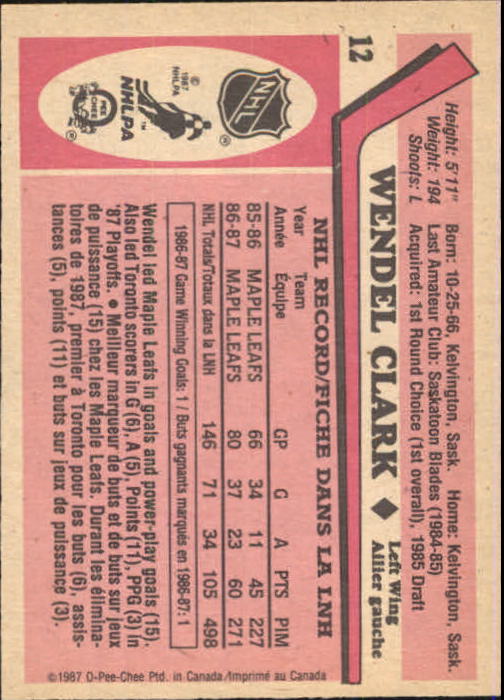 Height: 5'11" Born: 10-25-66, Kelvington, Sask. Home: Kelvington, Sask.
Weight: 194 Last Amateur Club: Saskatoon Blades (1984-85)
Shoots: L Acquired: 1st Round Choice (1st overall), 1985 Draft
12
WENDEL CLARK ◆ Left Wing
Ailier gauche
NHL
®
© 1987 NHLPA
NHLPA
™
O PEE CHEE
®
NHL RECORD/FICHE DANS LA LNH
Year Team
Année Équipe GP G A PTS PIM
85-86 MAPLE LEAFS 66 34 11 45 227
86-87 MAPLE LEAFS 80 37 23 60 271
NHL Totals/Totaux dans la LNH 146 71 34 105 498
1986-87 Game Winning Goals: 1 / Buts gagnants marqués en 1986-87: 1
Wendel led Maple Leafs in goals and power-play goals (15).
Also led Toronto scorers in G (6), A (5), Points (11), PPG (3) in
'87 Playoffs. ● Meilleur marqueur de buts et de buts sur jeux
de puissance (15) chez les Maple Leafs. Durant les élimina-
toires de 1987, premier à Toronto pour les buts (6), assis-
tances (5), points (11) et buts sur jeux de puissance (3).
©1987 O-Pee-Chee Ptd. in Canada/Imprimé au Canada